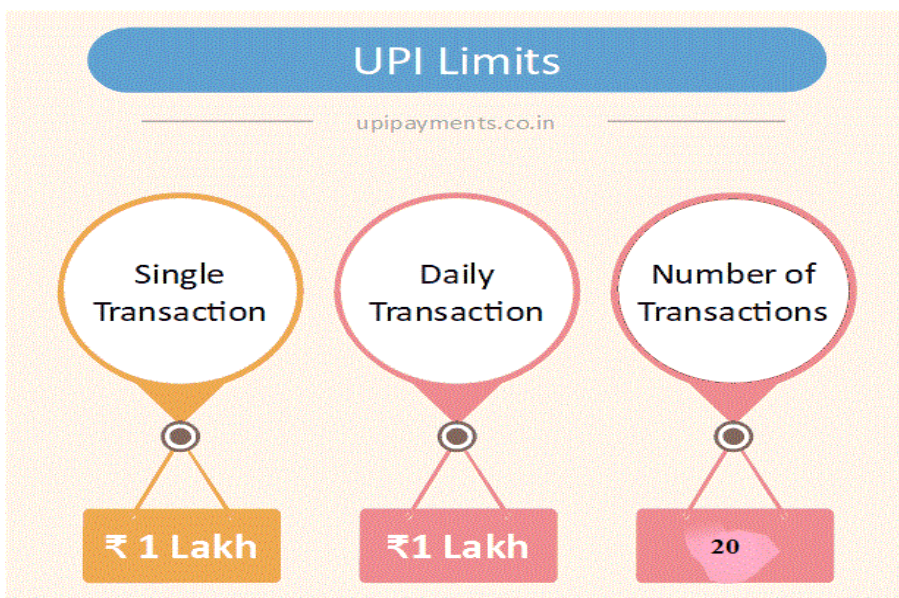 UPI Limits
upipayments.co.in
Single
Transaction
Daily
Transaction
Number of
Transactions
₹ 1 Lakh
₹1 Lakh
20